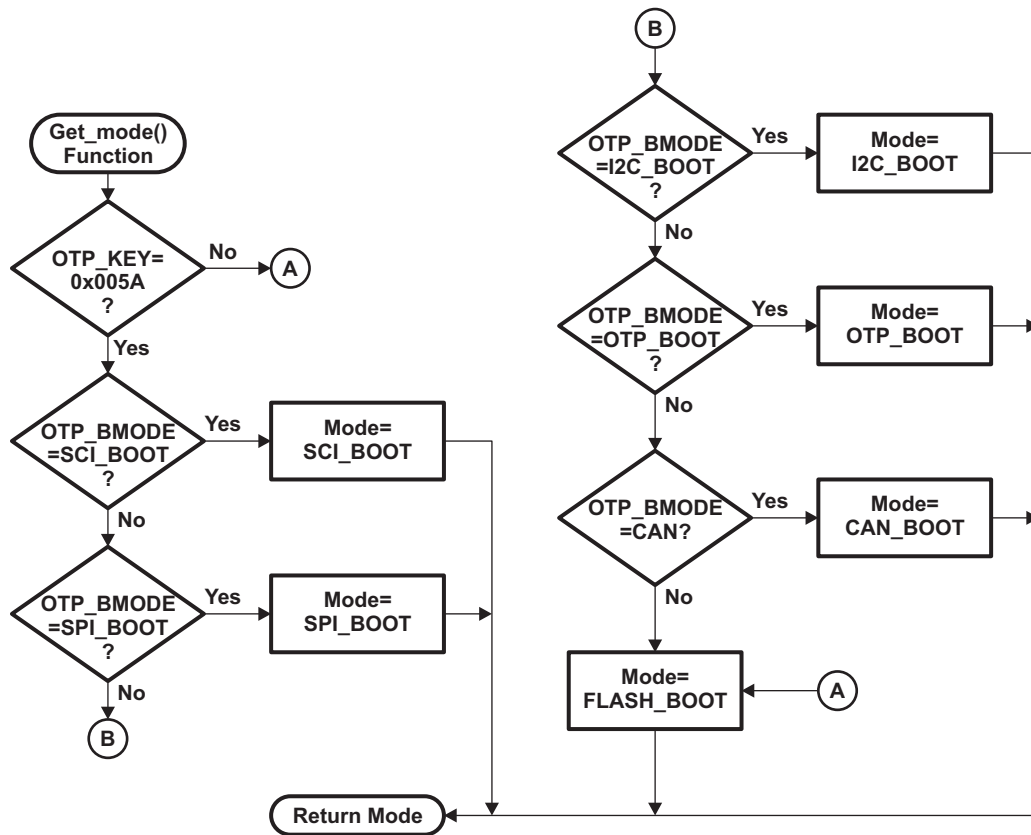 Get_mode()
Function
OTP_KEY=
0x005A
?
No
A
Yes
OTP_BMODE
=SCI_BOOT
?
Yes
Mode=
SCI_BOOT
No
OTP_BMODE
=SPI_BOOT
?
Yes
Mode=
SPI_BOOT
No
B
B
OTP_BMODE
=I2C_BOOT
?
Yes
Mode=
I2C_BOOT
No
OTP_BMODE
=OTP_BOOT
?
Yes
Mode=
OTP_BOOT
No
OTP_BMODE
=CAN?
Yes
Mode=
CAN_BOOT
No
Mode=
FLASH_BOOT
A
Return Mode